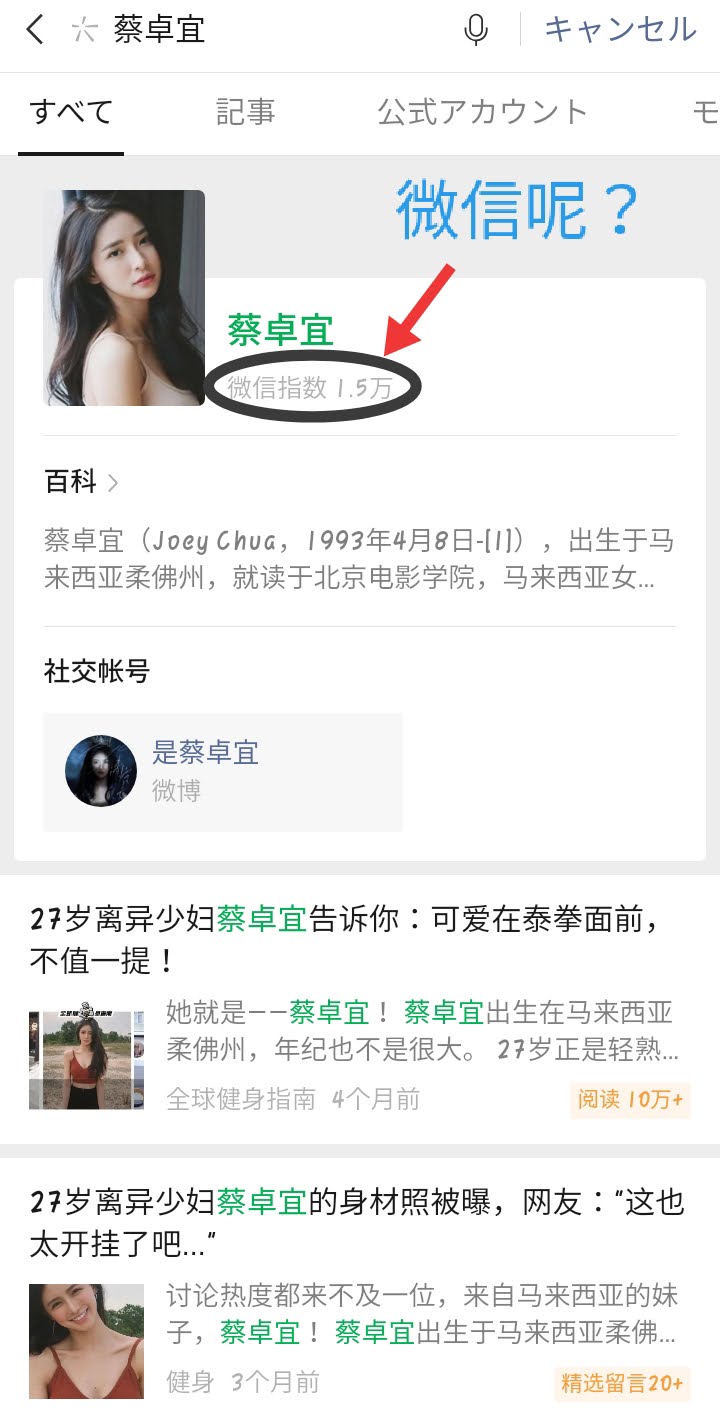 蔡卓宜
キャンセル
すべて
記事
公式アカウント
モ
微信呢？
蔡卓宜
微信指数 1.5万
百科
蔡卓宜（Joey Chua，1993年4月8日-[1]），出生于马
来西亚柔佛州，就读于北京电影学院，马来西亚女...
社交帐号
是蔡卓宜
微博
27岁离异少妇蔡卓宜告诉你：可爱在泰拳面前，
不值一提！
她就是——蔡卓宜！ 蔡卓宜出生在马来西亚
柔佛州，年纪也不是很大。 27岁正是轻熟...
全球健身指南 4个月前
阅读 10万+
27岁离异少妇蔡卓宜的身材照被曝，网友："这也
太开挂了吧..."
讨论热度都来不及一位，来自马来西亚的妹
子，蔡卓宜！ 蔡卓宜出生于马来西亚柔佛...
健身 3个月前
精选留言20+